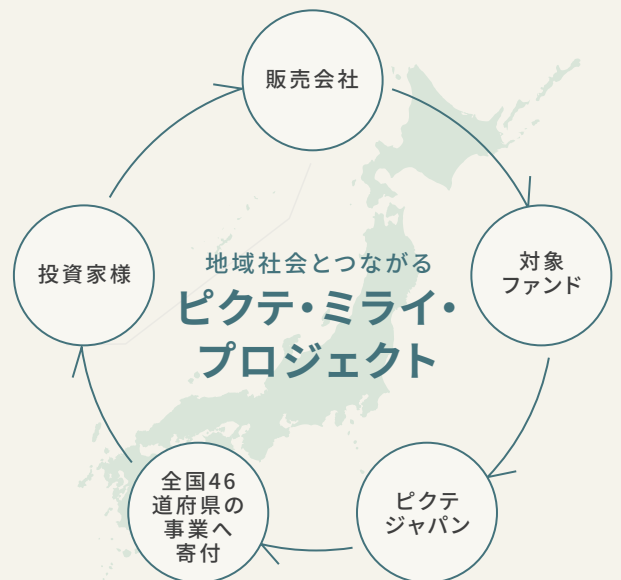 販売会社
対象
ファンド
投資家様
地域社会とつながる
ピクテ・ミライ・
プロジェクト
全国46
道府県の
事業へ
寄付
ピクテ
ジャパン